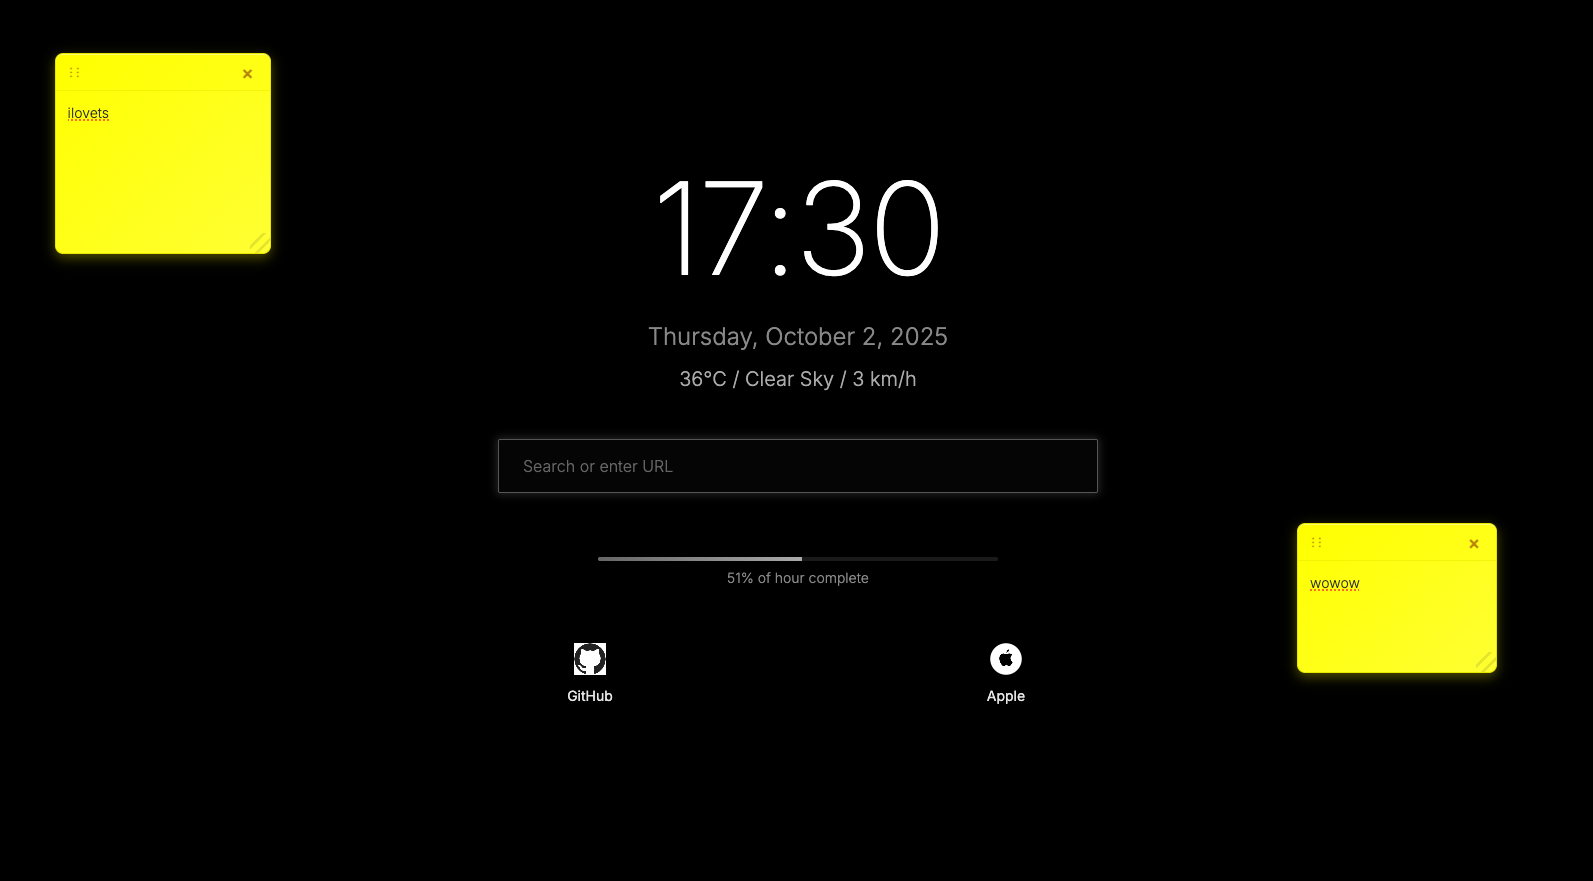 ilovets
17:30
Thursday, October 2, 2025
36°C / Clear Sky / 3 km/h
Search or enter URL
51% of hour complete
wowow
GitHub
Apple